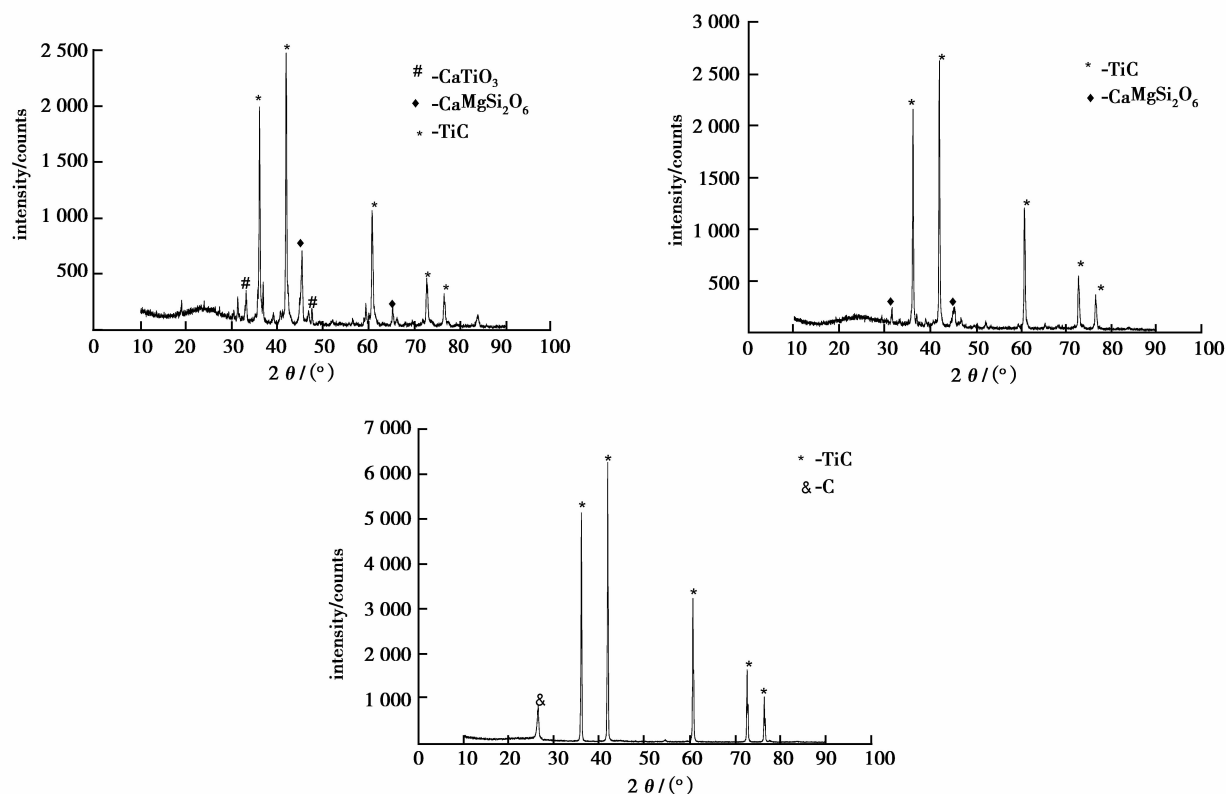 2 500
2 000
1 500
1 000
500
intensity/counts
# -CaTiO3
♦ -CaMgSi2O6
* -TiC
*
*
♦
#
#
*
♦
*
*
0 10 20 30 40 50 60 70 80 90 100
2 θ/(°)
3 000
2 500
2 000
1500
1 000
500
intensity/counts
* -TiC
♦ -CaMgSi2O6
*
*
♦
♦
*
*
*
0 10 20 30 40 50 60 70 80 90 100
2 θ/(°)
7 000
6 000
5 000
4 000
3 000
2 000
1 000
intensity/counts
* -TiC
& -C
*
*
&
*
*
*
0 10 20 30 40 50 60 70 80 90 100
2 θ/(°)